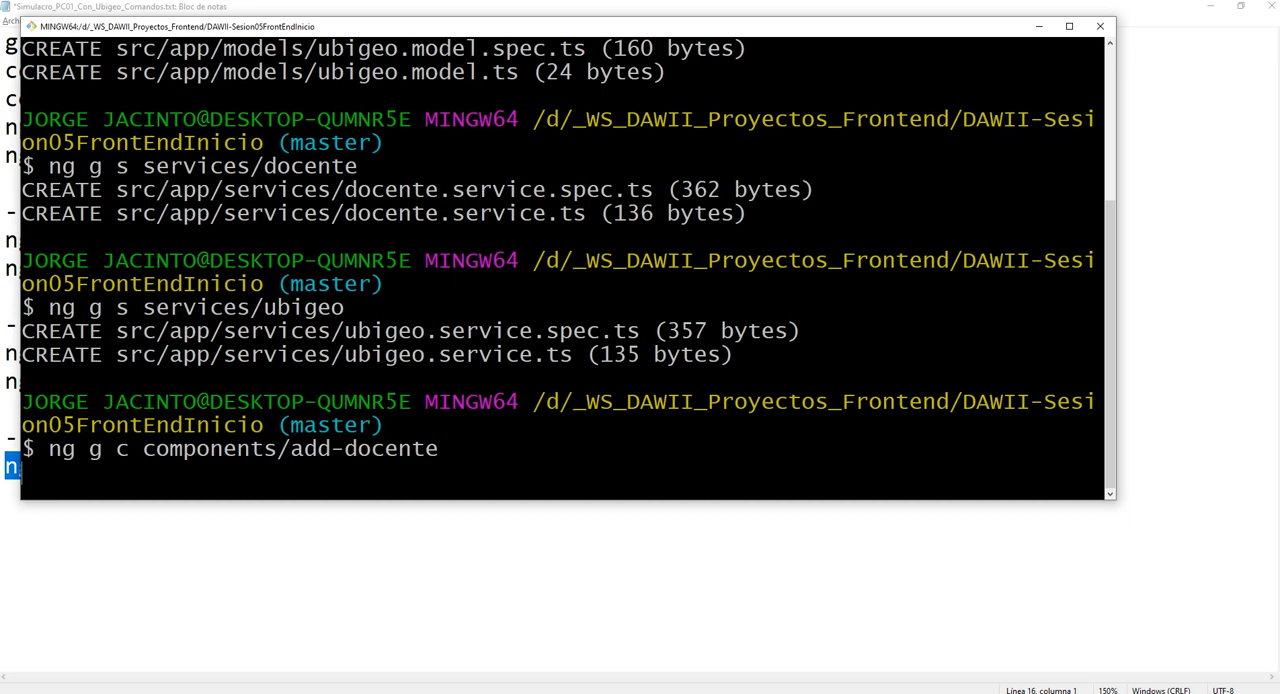 *Simulacro_PC01_Con_Ubigeo_Comandos.txt: Bloc de notas
MINGW64:/d/_WS_DAWII_Proyectos_Frontend/DAWII-Sesion05FrontEndInicio
CREATE src/app/models/ubigeo.model.spec.ts (160 bytes)
CREATE src/app/models/ubigeo.model.ts (24 bytes)
JORGE JACINTO@DESKTOP-QUMNR5E MINGW64 /d/_WS_DAWII_Proyectos_Frontend/DAWII-Sesi
on05FrontEndInicio (master)
$ ng g s services/docente
CREATE src/app/services/docente.service.spec.ts (362 bytes)
CREATE src/app/services/docente.service.ts (136 bytes)
JORGE JACINTO@DESKTOP-QUMNR5E MINGW64 /d/_WS_DAWII_Proyectos_Frontend/DAWII-Sesi
on05FrontEndInicio (master)
$ ng g s services/ubigeo
CREATE src/app/services/ubigeo.service.spec.ts (357 bytes)
CREATE src/app/services/ubigeo.service.ts (135 bytes)
JORGE JACINTO@DESKTOP-QUMNR5E MINGW64 /d/_WS_DAWII_Proyectos_Frontend/DAWII-Sesi
on05FrontEndInicio (master)
$ ng g c components/add-docente
Línea 16, columna 1 150% Windows (CRLF) UTF-8